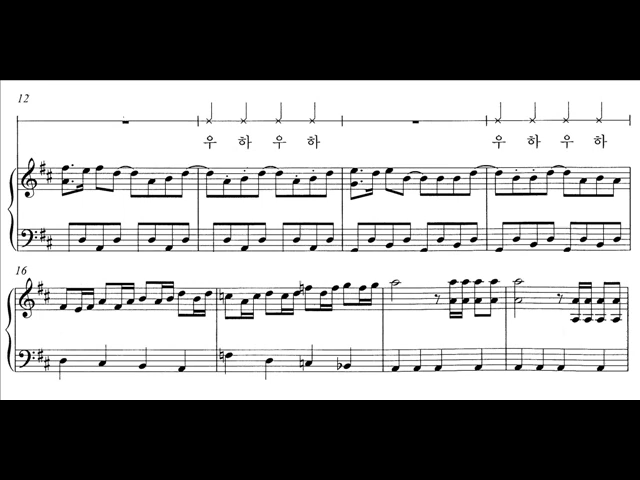 12
우 하 우 하 우 하 우 하
16